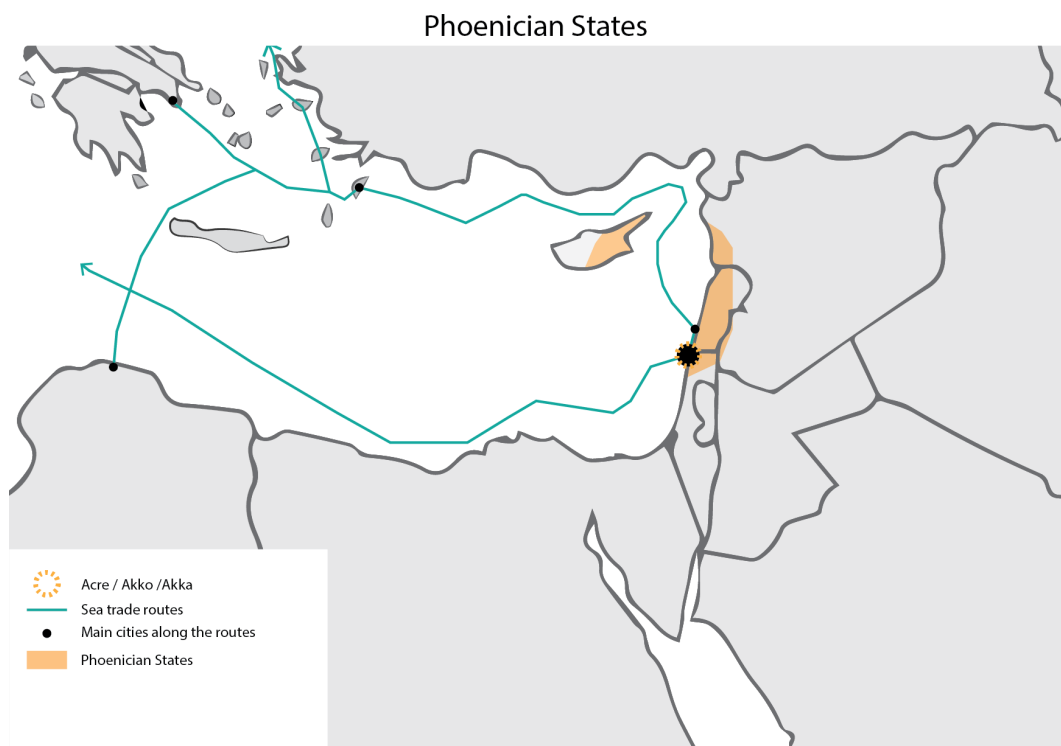 Phoenician States
Acre / Akko /Akka
Sea trade routes
Main cities along the routes
Phoenician States